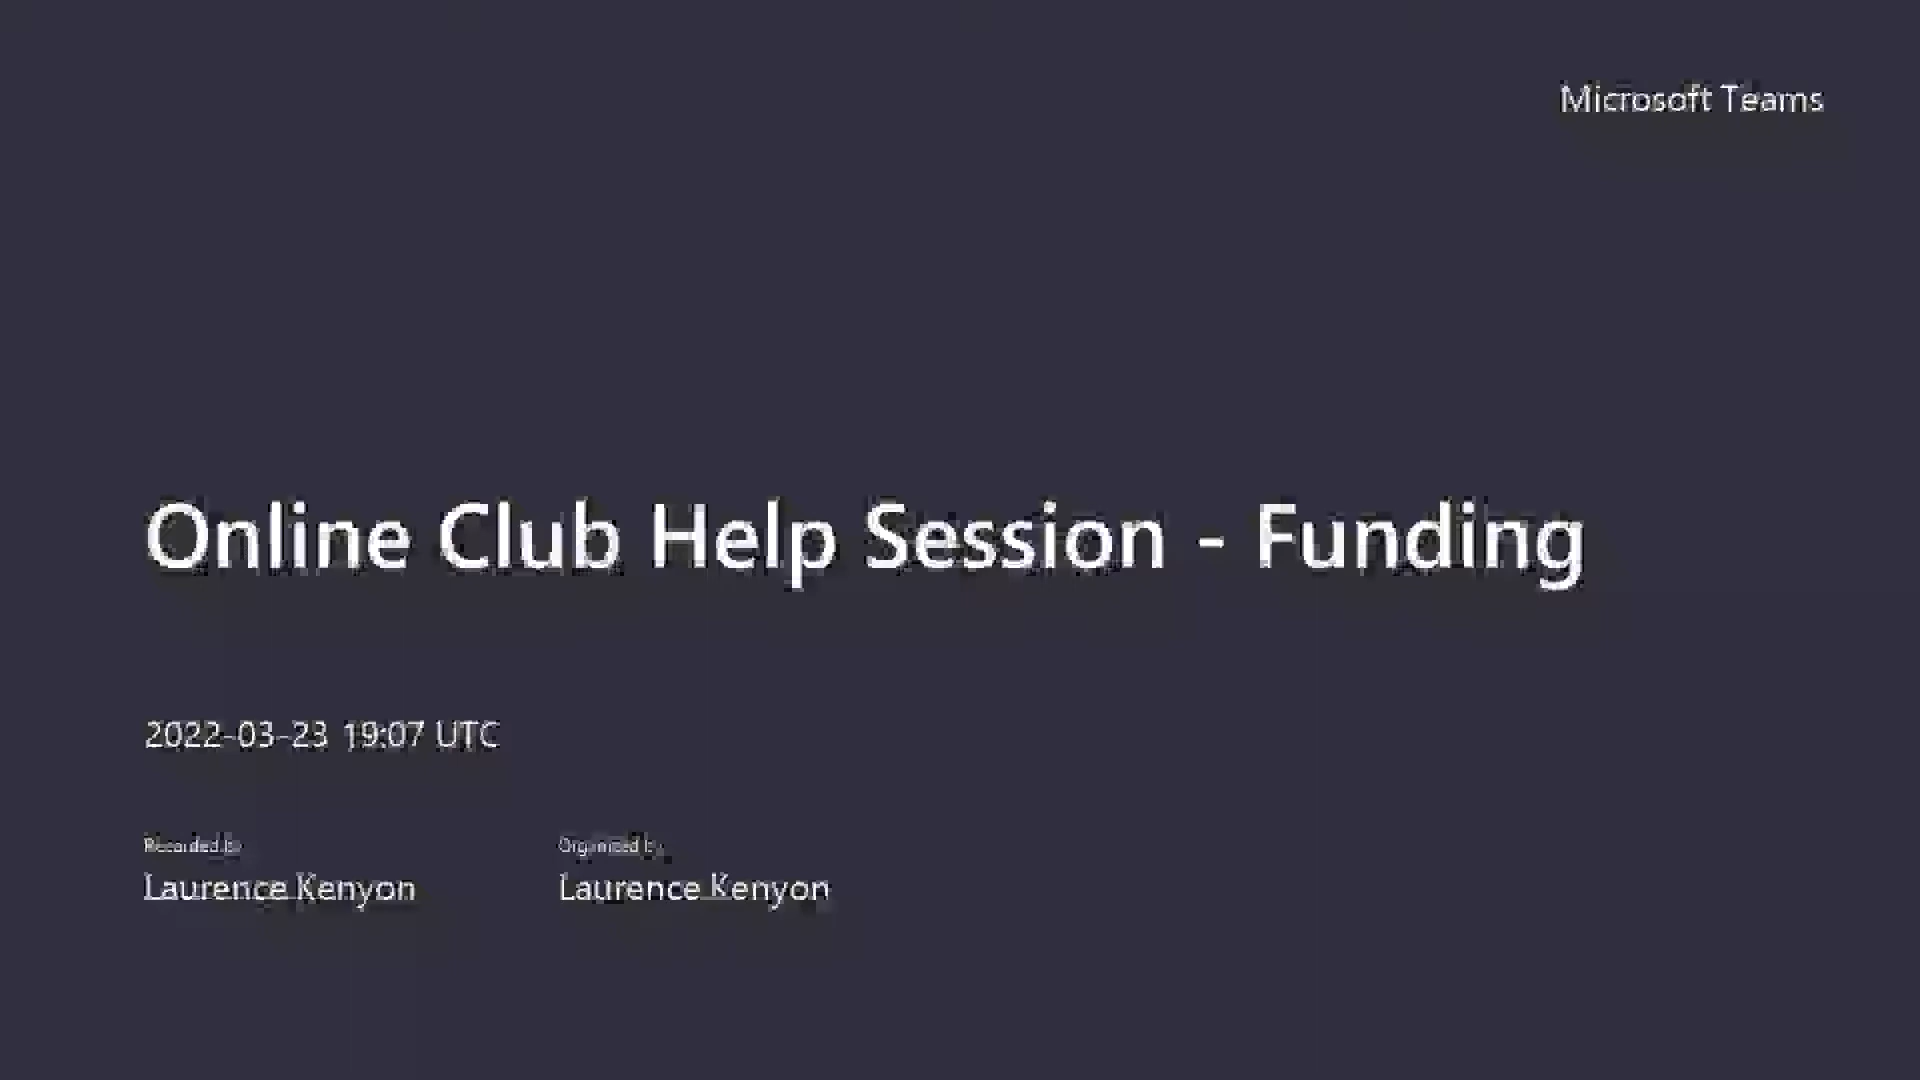 Microsoft Teams
Online Club Help Session - Funding
2022-03-23 19:07 UTC
Recorded by
Organized by
Laurence Kenyon
Laurence Kenyon